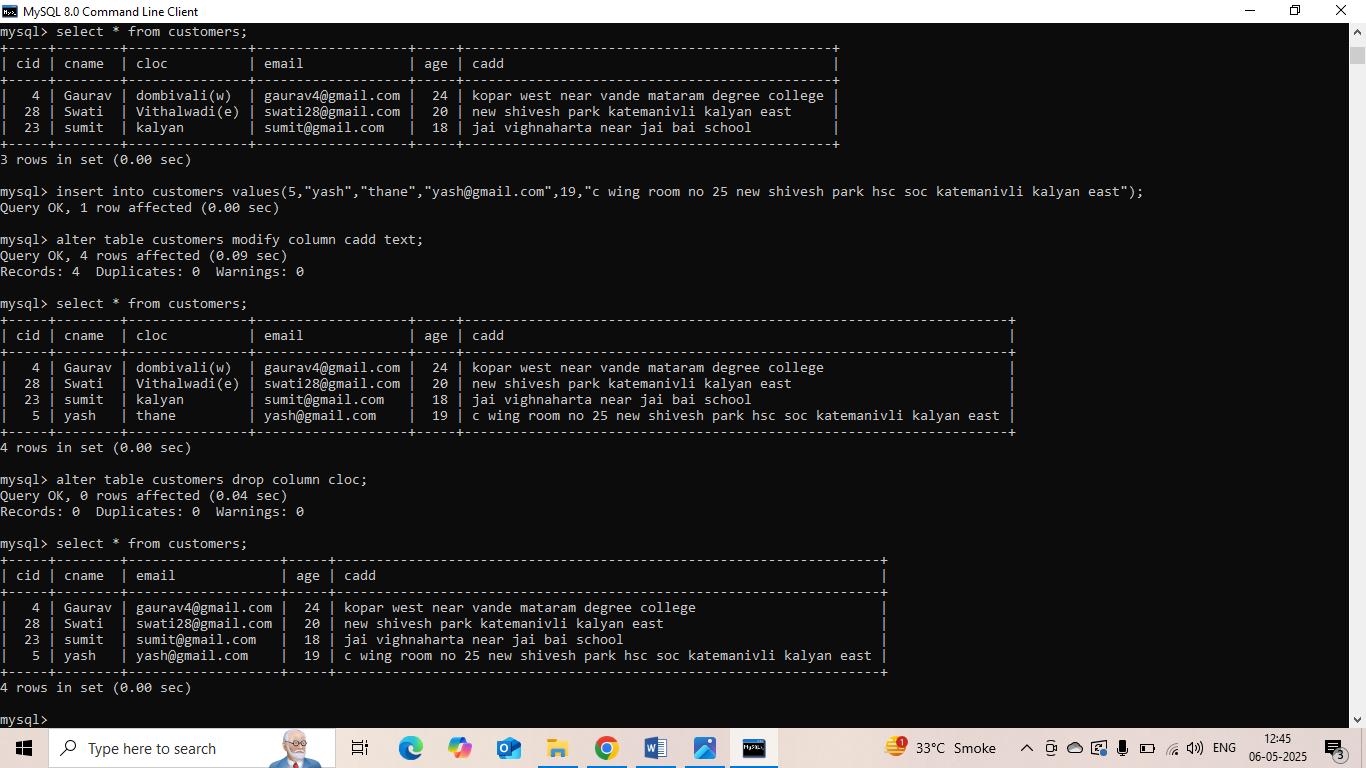 MySQL 8.0 Command Line Client
mysql> select * from customers;
+-----+--------+---------------+-------------------+-----+----------------------------------------------+
| cid | cname  | cloc          | email             | age | cadd                                         |
+-----+--------+---------------+-------------------+-----+----------------------------------------------+
|   4 | Gaurav | dombivali(w)  | gaurav4@gmail.com |  24 | kopar west near vande mataram degree college |
|  28 | Swati  | Vithalwadi(e) | swati28@gmail.com |  20 | new shivesh park katemanivli kalyan east     |
|  23 | sumit  | kalyan        | sumit@gmail.com   |  18 | jai vighnaharta near jai bai school          |
+-----+--------+---------------+-------------------+-----+----------------------------------------------+
3 rows in set (0.00 sec)
mysql> insert into customers values(5,"yash","thane","yash@gmail.com",19,"c wing room no 25 new shivesh park hsc soc katemanivli kalyan east");
Query OK, 1 row affected (0.00 sec)
mysql> alter table customers modify column cadd text;
Query OK, 4 rows affected (0.09 sec)
Records: 4  Duplicates: 0  Warnings: 0
mysql> select * from customers;
+-----+--------+---------------+-------------------+-----+--------------------------------------------------------------------+
| cid | cname  | cloc          | email             | age | cadd                                                               |
+-----+--------+---------------+-------------------+-----+--------------------------------------------------------------------+
|   4 | Gaurav | dombivali(w)  | gaurav4@gmail.com |  24 | kopar west near vande mataram degree college                       |
|  28 | Swati  | Vithalwadi(e) | swati28@gmail.com |  20 | new shivesh park katemanivli kalyan east                           |
|  23 | sumit  | kalyan        | sumit@gmail.com   |  18 | jai vighnaharta near jai bai school                                |
|   5 | yash   | thane         | yash@gmail.com    |  19 | c wing room no 25 new shivesh park hsc soc katemanivli kalyan east |
+-----+--------+---------------+-------------------+-----+--------------------------------------------------------------------+
4 rows in set (0.00 sec)
mysql> alter table customers drop column cloc;
Query OK, 0 rows affected (0.04 sec)
Records: 0  Duplicates: 0  Warnings: 0
mysql> select * from customers;
+-----+--------+-------------------+-----+--------------------------------------------------------------------+
| cid | cname  | email             | age | cadd                                                               |
+-----+--------+-------------------+-----+--------------------------------------------------------------------+
|   4 | Gaurav | gaurav4@gmail.com |  24 | kopar west near vande mataram degree college                       |
|  28 | Swati  | swati28@gmail.com |  20 | new shivesh park katemanivli kalyan east                           |
|  23 | sumit  | sumit@gmail.com   |  18 | jai vighnaharta near jai bai school                                |
|   5 | yash   | yash@gmail.com    |  19 | c wing room no 25 new shivesh park hsc soc katemanivli kalyan east |
+-----+--------+-------------------+-----+--------------------------------------------------------------------+
4 rows in set (0.00 sec)
mysql>
Type here to search
1
33°C Smoke
ENG
12:45
06-05-2025
3